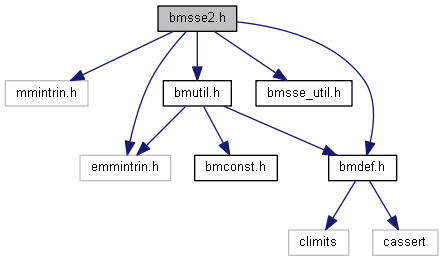 bmsse2.h
mmintrin.h
bmutil.h
bmsse_util.h
emmintrin.h
bmconst.h
bmdef.h
climits
cassert